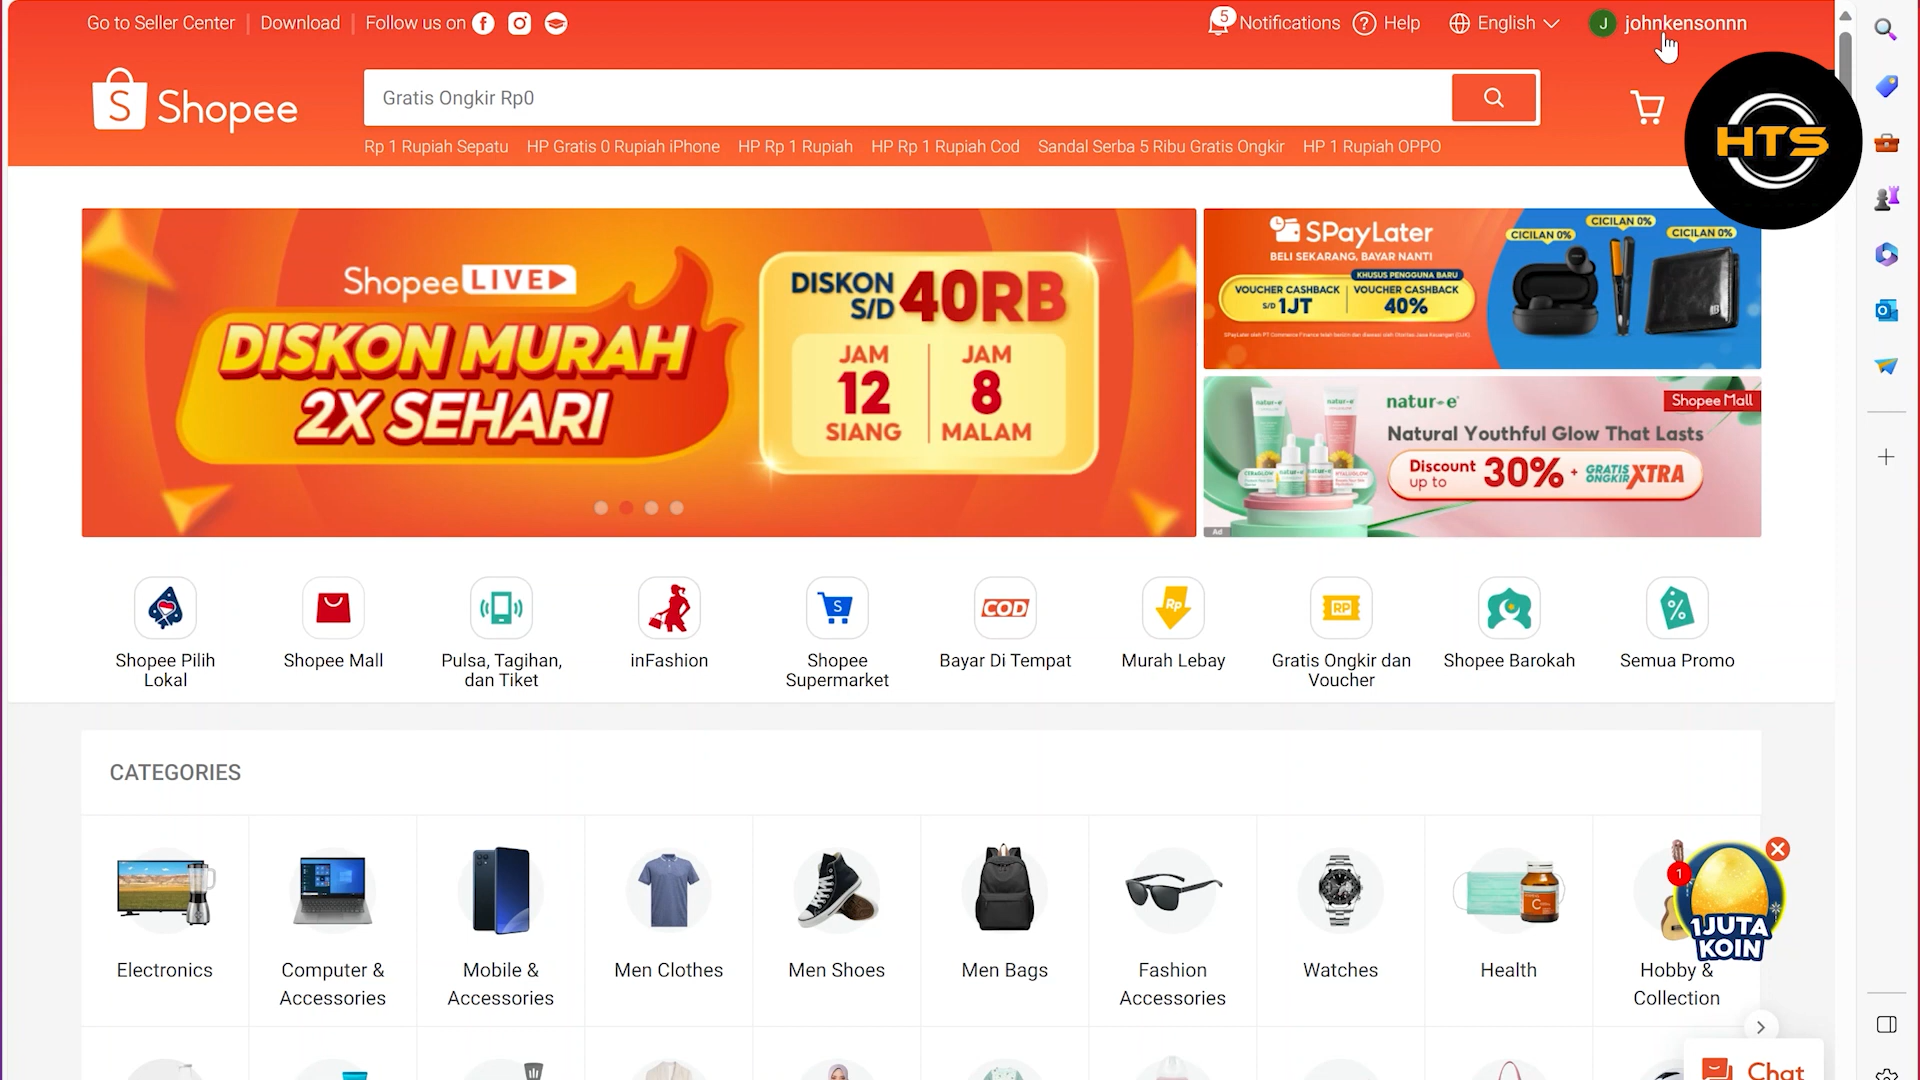 Go to Seller Center
Download
Follow us on
5
Notifications
Help
English
J
johnkensonnn
S Shopee
Gratis Ongkir Rp0
Rp 1 Rupiah Sepatu
HP Gratis 0 Rupiah iPhone
HP Rp 1 Rupiah
HP Rp 1 Rupiah Cod
Sandal Serba 5 Ribu Gratis Ongkir
HP 1 Rupiah OPPO
HTS
Shopee LIVE
DISKON MURAH
2X SEHARI
DISKON
S/D 40RB
JAM
12
SIANG
JAM
8
MALAM
SPayLater
BELI SEKARANG, BAYAR NANTI
KHUSUS PENGGUNA BARU
VOUCHER CASHBACK
S/D 1JT
VOUCHER CASHBACK
40%
CICILAN 0%
CICILAN 0%
CICILAN 0%
natur-e
Shopee Mall
Natural Youthful Glow That Lasts
Discount
up to 30% + GRATIS ONGKIR XTRA
natur-e
natur-e
Ad
COD
Rp
RP
S
%
Shopee Pilih
Lokal
Shopee Mall
Pulsa, Tagihan,
dan Tiket
inFashion
Shopee
Supermarket
Bayar Di Tempat
Murah Lebay
Gratis Ongkir dan
Voucher
Shopee Barokah
Semua Promo
CATEGORIES
Electronics
Computer &
Accessories
Mobile &
Accessories
Men Clothes
Men Shoes
Men Bags
Fashion
Accessories
Watches
Health
Hobby &
Collection
1
1JUTA
KOIN
Chat